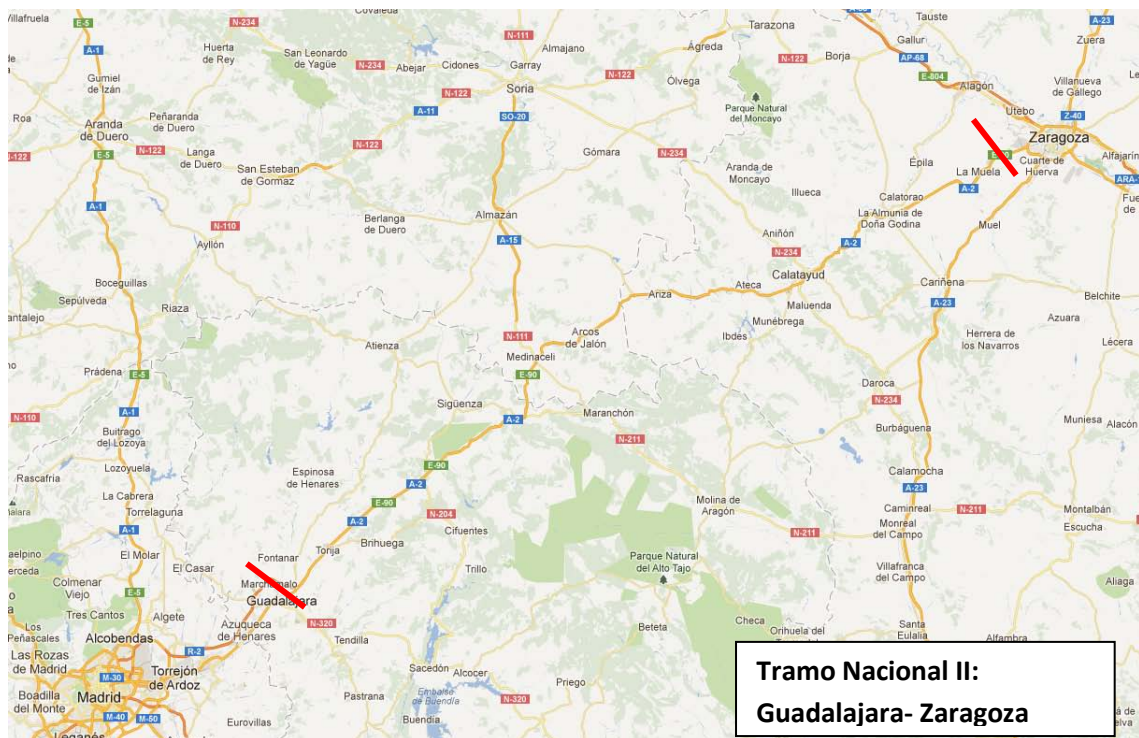 Villafruela
E-5
N-234
Covaleda
N-111
Tarazona
Tauste
A-23
A-1
Huerta
de Rey
San Leonardo
de Yagüe
Abejar
Cidones
Garray
Almajano
Ágreda
Gallur
Zuera
N-234
N-122
Borja
AP-68
Gumiel
de Izán
N-122
Soria
N-122
Ólvega
E-804
Alagón
Villanueva
de Gállego
Roa
Peñaranda
de Duero
A-11
SO-20
Parque Natural
del Moncayo
Utebo
Z-40
Aranda
de Duero
Zaragoza
N-122
E-5
N-122
Langa
de Duero
N-122
San Esteban
de Gormaz
Gómara
N-234
Aranda de
Moncayo
Épila
La Muela
Cuarte de
Huerva
Alfajarín
A-2
ARA-1
A-1
Illueca
Calatorao
La Almunia de
Doña Godina
Almazán
Berlanga
de Duero
N-110
Ayllón
A-15
Aniñón
N-234
A-2
Muel
Boceguillas
Calatayud
Sepúlveda
Riaza
Ariza
Ateca
Maluenda
Cariñena
A-23
Belchite
Munébrega
Azuara
N-111
Arcos
de Jalón
Ibdes
Herrera de
los Navarros
Lécera
Atienza
Medinaceli
Prádena
E-5
E-90
Daroca
N-110
A-1
Sigüenza
A-2
Maranchón
N-234
Muniesa
Alacón
Buitrago
del Lozoya
N-211
Burbáguena
Lozoyuela
E-90
Rascafría
Espinosa
de Henares
A-2
Calamocha
La Cabrera
E-90
Molina de
Aragón
A-23
Torrelaguna
A-2
N-204
Caminreal
N-211
Montalbán
A-1
Cifuentes
N-211
Monreal
del Campo
Escucha
El Molar
Fontanar
Torija
Brihuega
Trillo
Parque Natural
del Alto Tajo
Villafranca
del Campo
El Casar
Marchamalo
Guadalajara
Aliaga
Colmenar
Viejo
E-5
Tres Cantos
Algete
Azuqueca
de Henares
N-320
Tendilla
Beteta
Checa
Orihuela del
Santa
Eulalia
Alfambra
Los
Peñascales
Alcobendas
R-2
Las Rozas
de Madrid
M-30
Torrejón
de Ardoz
Sacedón
Alcocer
Boadilla
del Monte
Madrid
Pastrana
Embalse
de Buendía
Priego
M-40
M-50
Eurovillas
Buendía
N-320
Leganés
Tramo Nacional II:
Guadalajara- Zaragoza